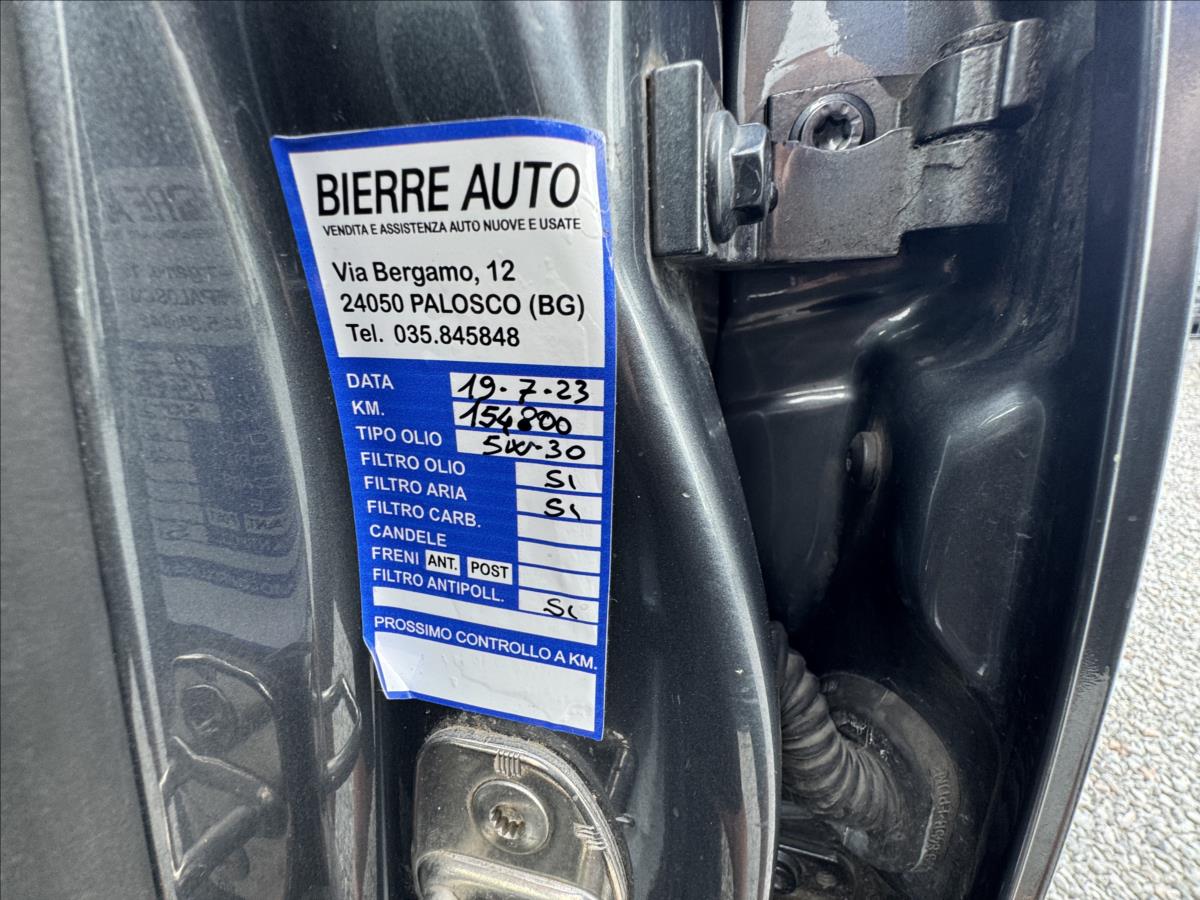 BIERRE AUTO
VENDITA E ASSISTENZA AUTO NUOVE E USATE
Via Bergamo, 12
24050 PALOSCO (BG)
Tel. 035.845848
DATA 19-7-23
KM. 154800
TIPO OLIO 5W-30
FILTRO OLIO SI
FILTRO ARIA SI
FILTRO CARB.
CANDELE
FRENI ANT. POST
FILTRO ANTIPOLL. SI
PROSSIMO CONTROLLO A KM.